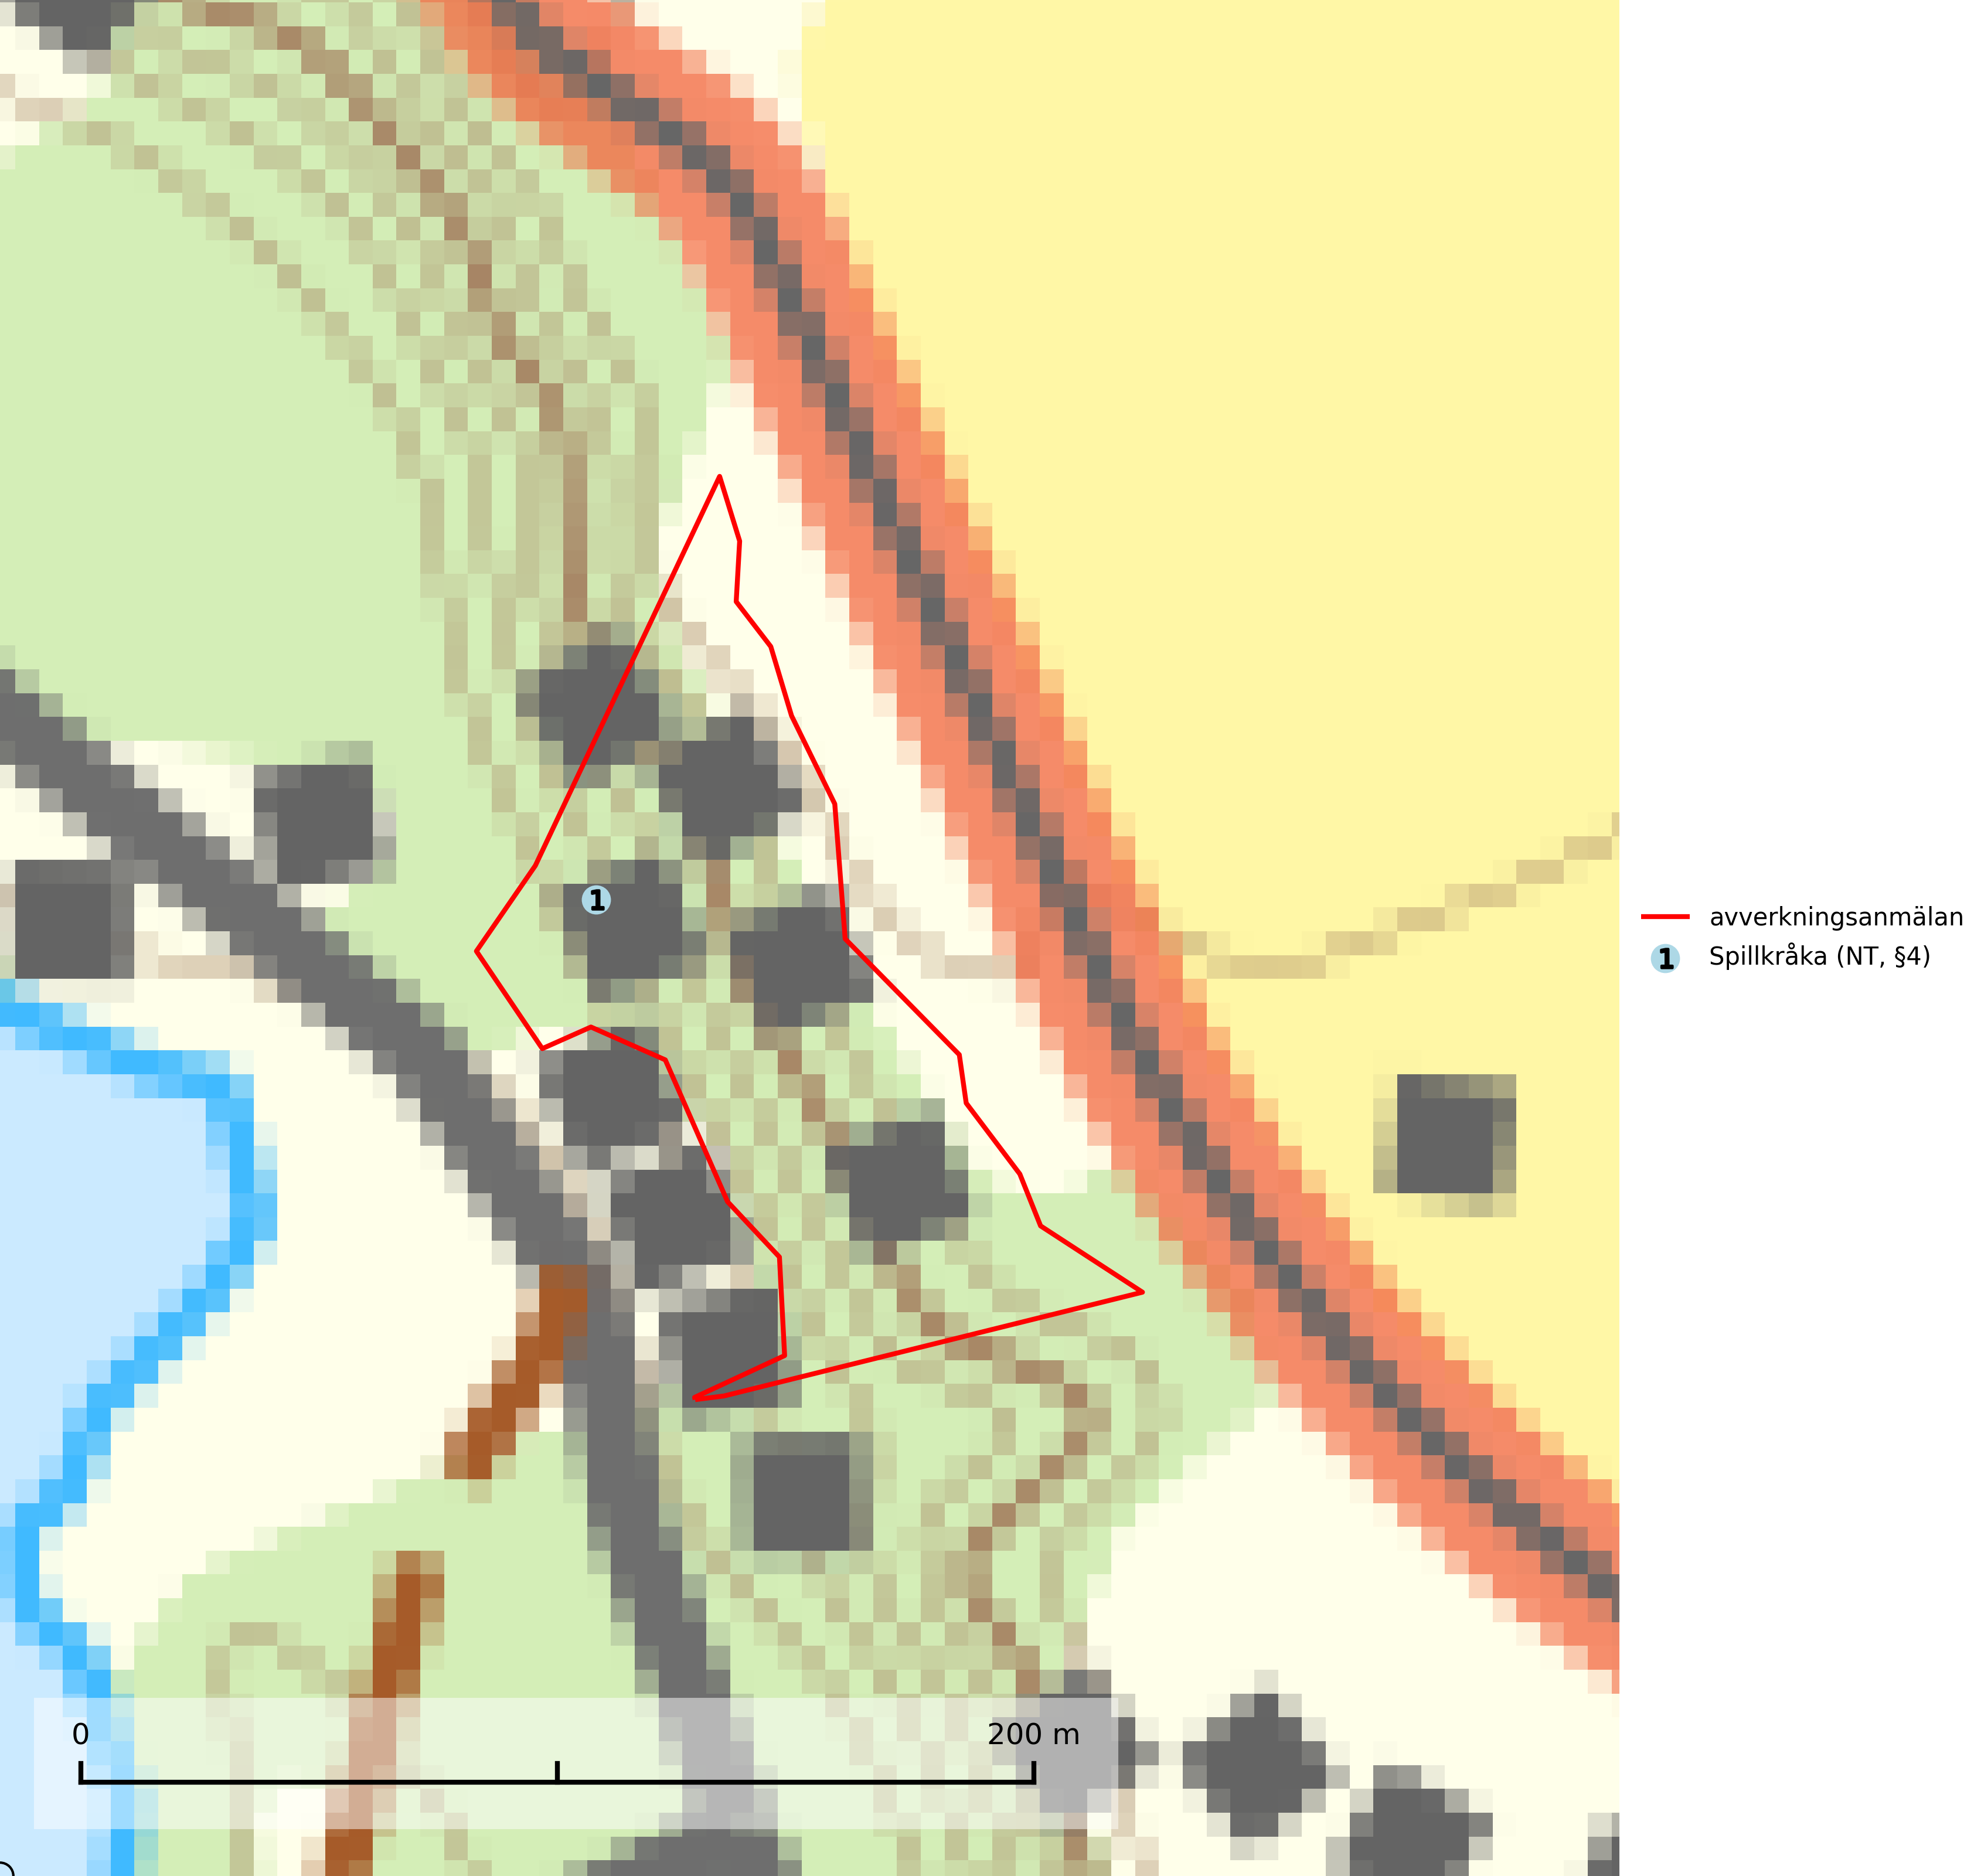 1
avverkningsanmälan
1 Spillkråka (NT, §4)
0 200 m